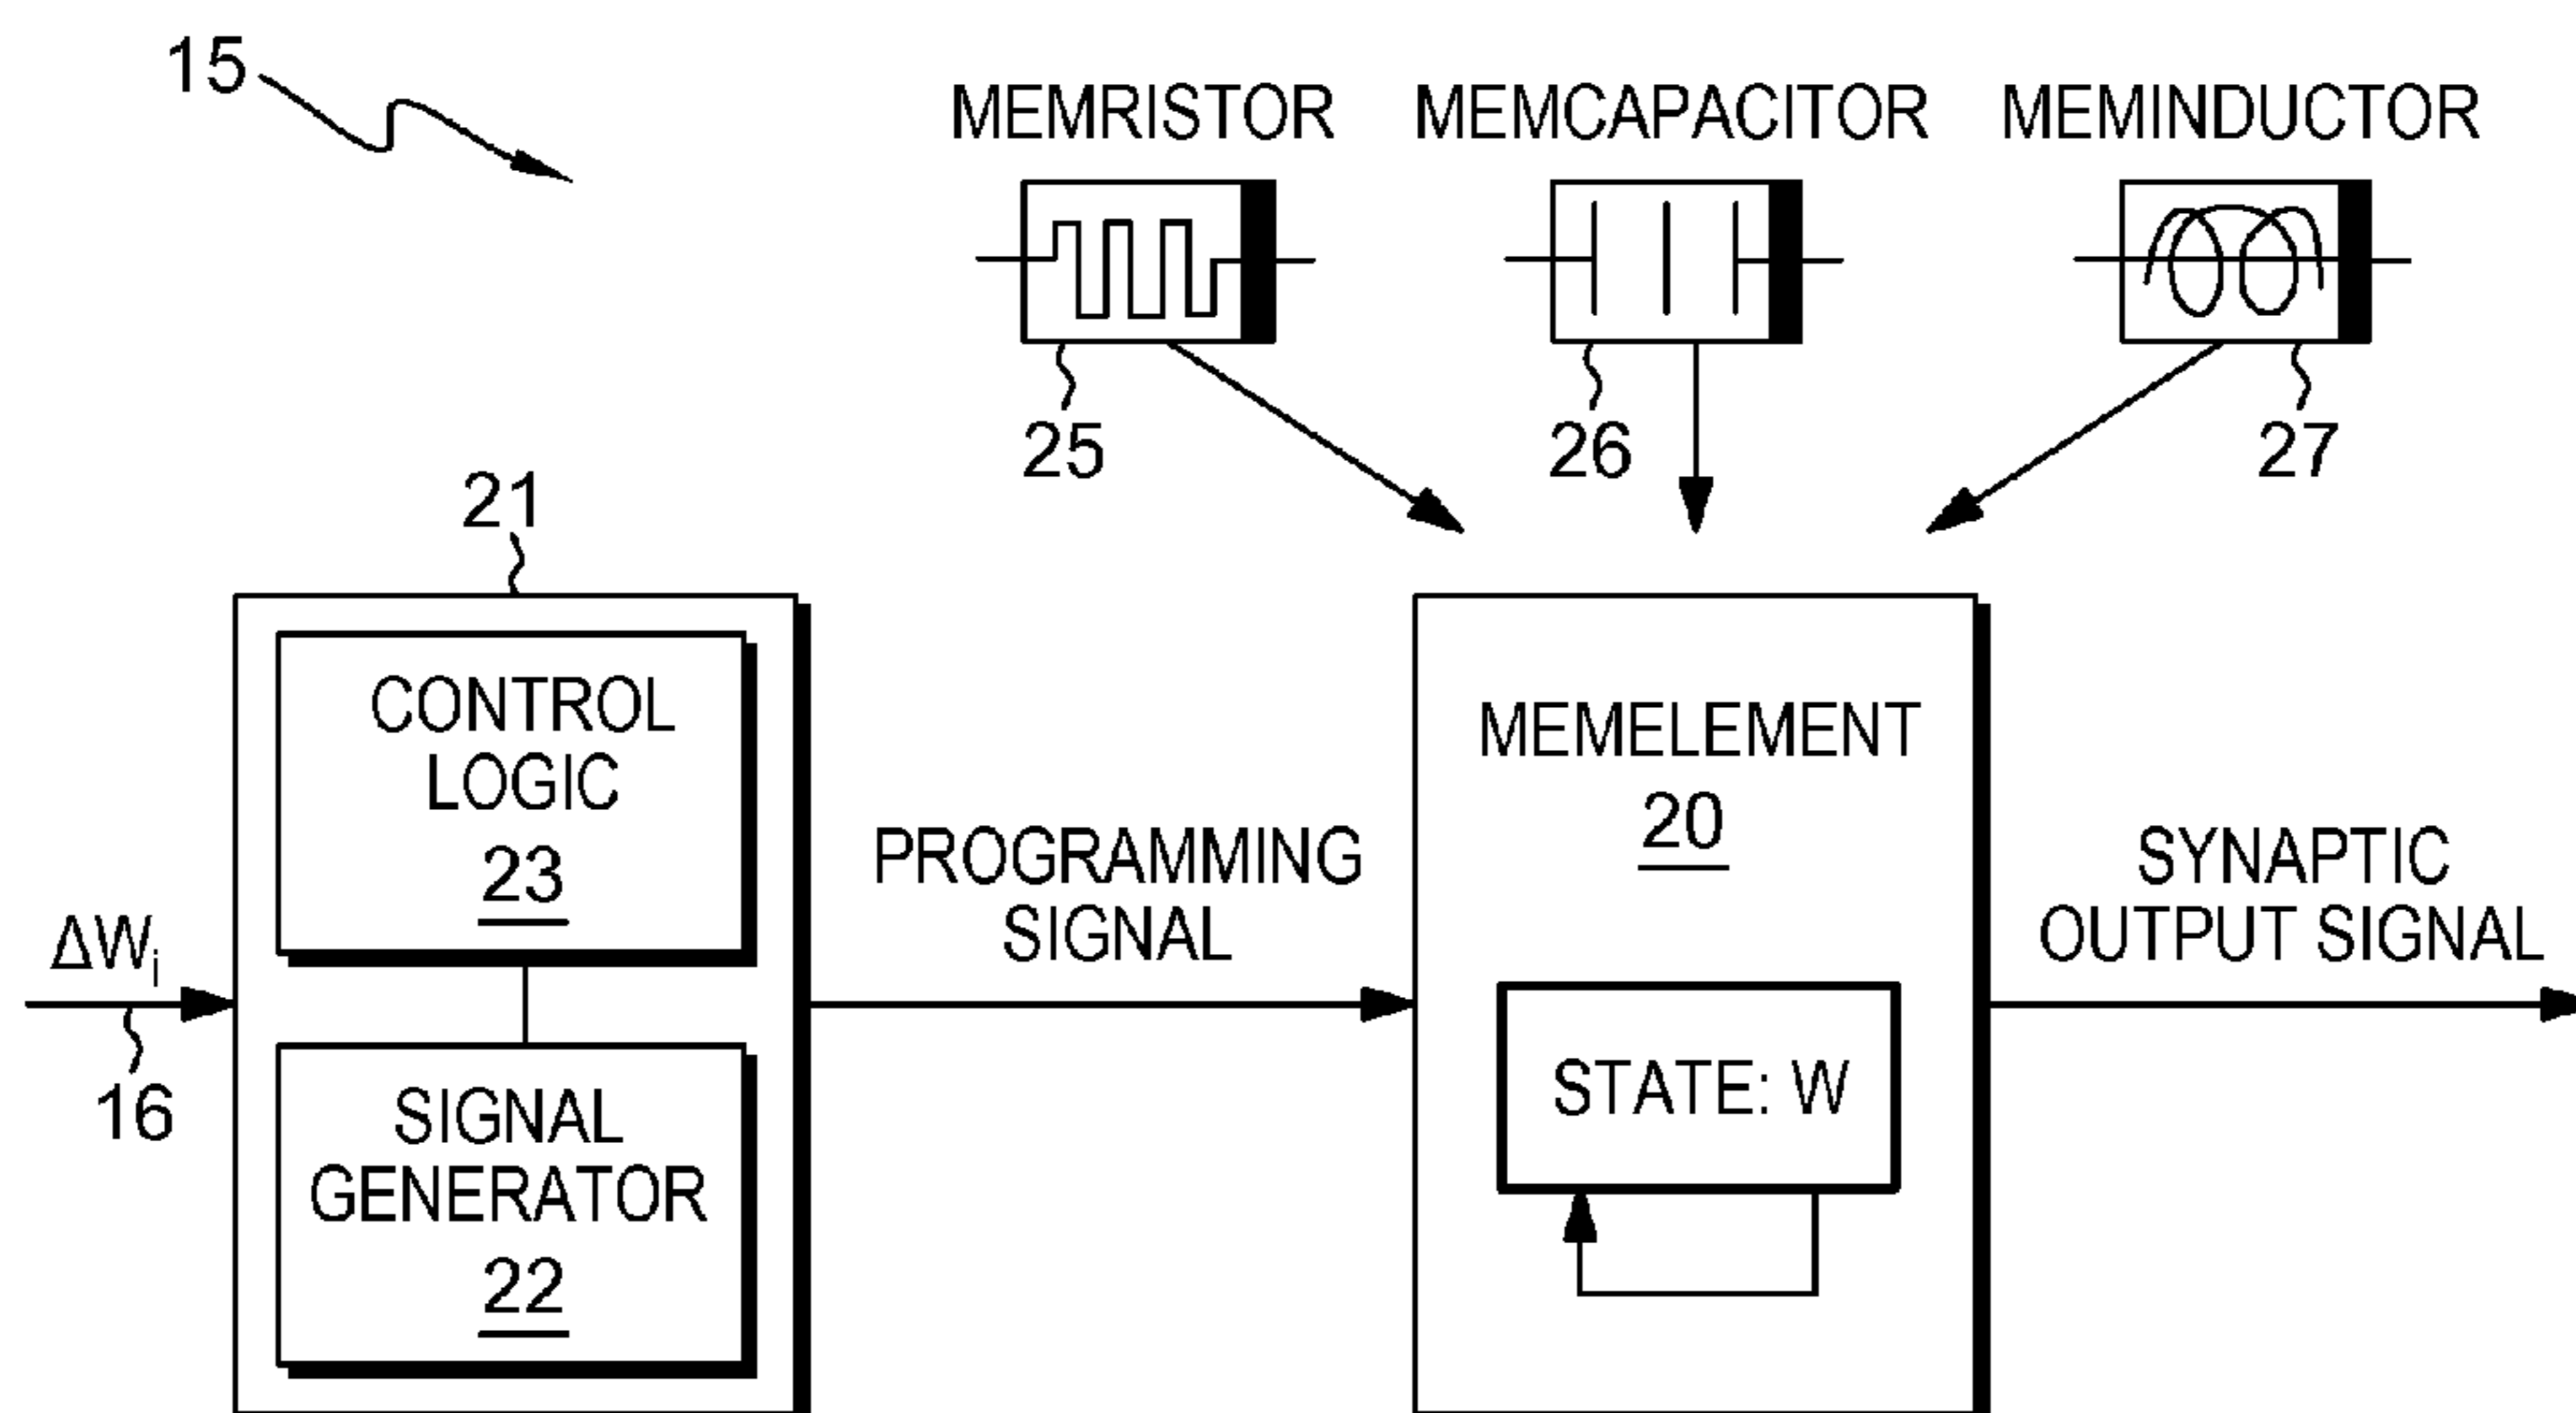 15
MEMRISTOR
MEMCAPACITOR
MEMINDUCTOR
25
26
27
21
CONTROL
LOGIC
23
ΔWi
16
SIGNAL
GENERATOR
22
PROGRAMMING
SIGNAL
MEMELEMENT
20
STATE: W
SYNAPTIC
OUTPUT SIGNAL